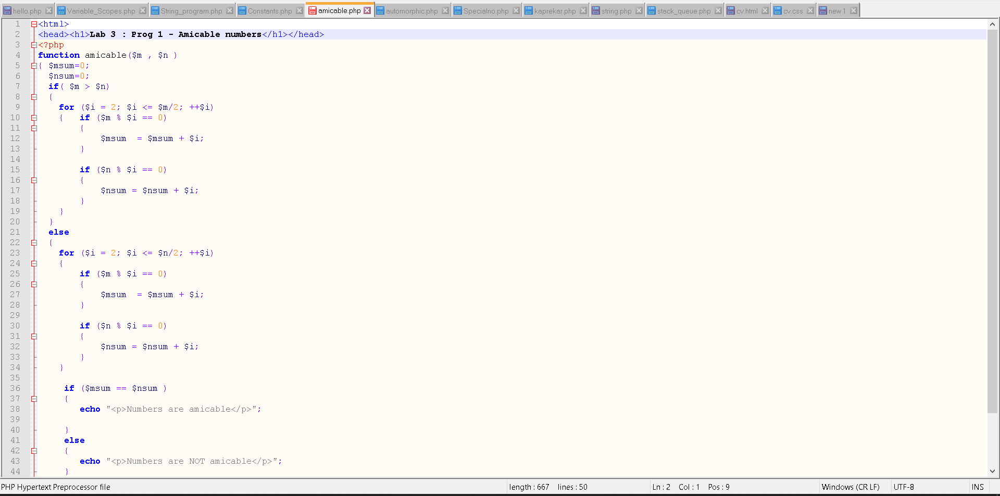 hello.php Variable_Scopes.php String_program.php Constants.php amicable.php automorphic.php Specialno.php kaprekar.php string.php stack_queue.php cv.html cv.css new 1
1 <html>
2 <head><h1>Lab 3 : Prog 1 - Amicable numbers</h1></head>
3 <?php
4 function amicable($m , $n )
5 { $msum=0;
6 $nsum=0;
7 if( $m > $n)
8 {
9 for ($i = 2; $i <= $m/2; ++$i)
10 { if ($m % $i == 0)
11 {
12 $msum  = $msum + $i;
13 }
14
15 if ($n % $i == 0)
16 {
17 $nsum = $nsum + $i;
18 }
19 }
20 }
21 else
22 {
23 for ($i = 2; $i <= $n/2; ++$i)
24 {
25 if ($m % $i == 0)
26 {
27 $msum  = $msum + $i;
28 }
29
30 if ($n % $i == 0)
31 {
32 $nsum = $nsum + $i;
33 }
34 }
35
36 if ($msum == $nsum )
37 {
38 echo "<p>Numbers are amicable</p>";
39
40 }
41 else
42 {
43 echo "<p>Numbers are NOT amicable</p>";
44 }
PHP Hypertext Preprocessor file length : 667 lines : 50 Ln : 2 Col : 1 Pos : 9 Windows (CR LF) UTF-8 INS